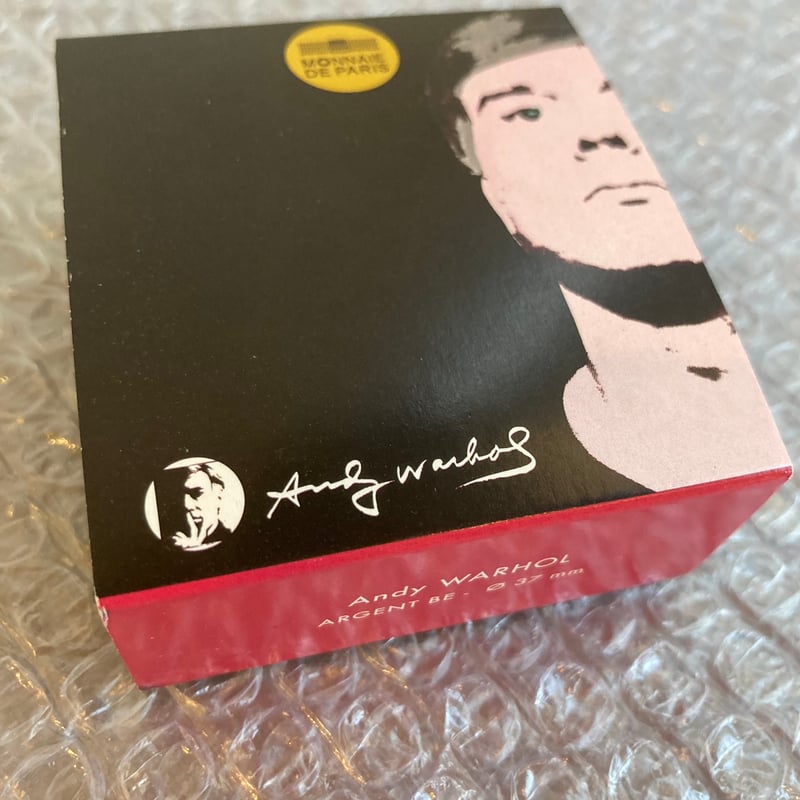 MONNAIE
DE PARIS
Andy Warhol
Andy WARHOL
ARGENT BE - Ø 37 mm